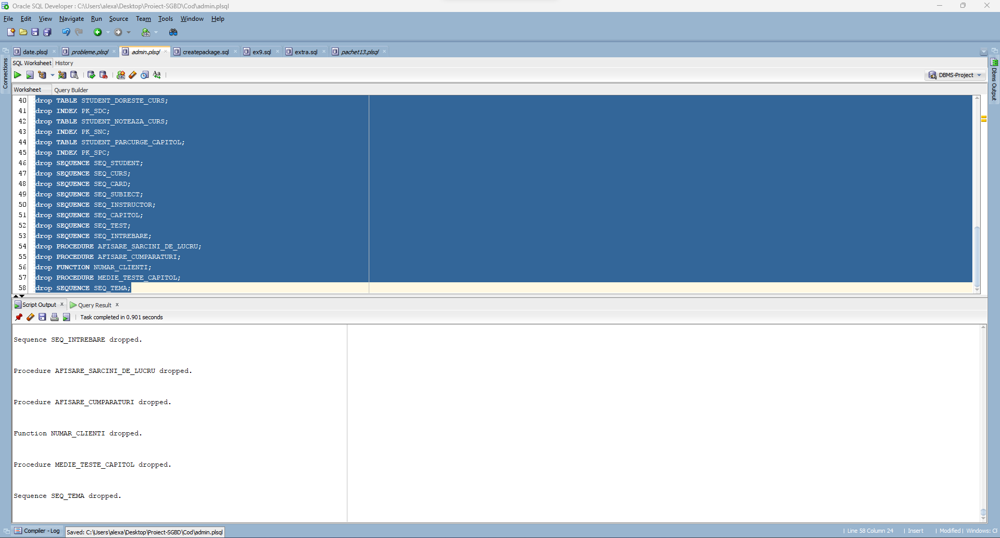 Oracle SQL Developer : C:\Users\alexa\Desktop\Proiect-SGBD\Cod\admin.plsql
File Edit View Navigate Run Source Team Tools Window Help
date.plsql probleme.plsql admin.plsql createpackage.sql ex9.sql extra.sql pachet13.plsql
Connections
SQL Worksheet History
DBMS-Project
Dbms Output
Worksheet Query Builder
40 drop TABLE STUDENT_DORESTE_CURS;
41 drop INDEX PK_SDC;
42 drop TABLE STUDENT_NOTEAZA_CURS;
43 drop INDEX PK_SNC;
44 drop TABLE STUDENT_PARCURGE_CAPITOL;
45 drop INDEX PK_SPC;
46 drop SEQUENCE SEQ_STUDENT;
47 drop SEQUENCE SEQ_CURS;
48 drop SEQUENCE SEQ_CARD;
49 drop SEQUENCE SEQ_SUBIECT;
50 drop SEQUENCE SEQ_INSTRUCTOR;
51 drop SEQUENCE SEQ_CAPITOL;
52 drop SEQUENCE SEQ_TEST;
53 drop SEQUENCE SEQ_INTREBARE;
54 drop PROCEDURE AFISARE_SARCINI_DE_LUCRU;
55 drop PROCEDURE AFISARE_CUMPARATURI;
56 drop FUNCTION NUMAR_CLIENTI;
57 drop PROCEDURE MEDIE_TESTE_CAPITOL;
58 drop SEQUENCE SEQ_TEMA;
Script Output x Query Result x
Task completed in 0.901 seconds
Sequence SEQ_INTREBARE dropped.
Procedure AFISARE_SARCINI_DE_LUCRU dropped.
Procedure AFISARE_CUMPARATURI dropped.
Function NUMAR_CLIENTI dropped.
Procedure MEDIE_TESTE_CAPITOL dropped.
Sequence SEQ_TEMA dropped.
Compiler - Log Saved: C:\Users\alexa\Desktop\Proiect-SGBD\Cod\admin.plsql
| Line 58 Column 24 | Insert | Modified | Windows: CF